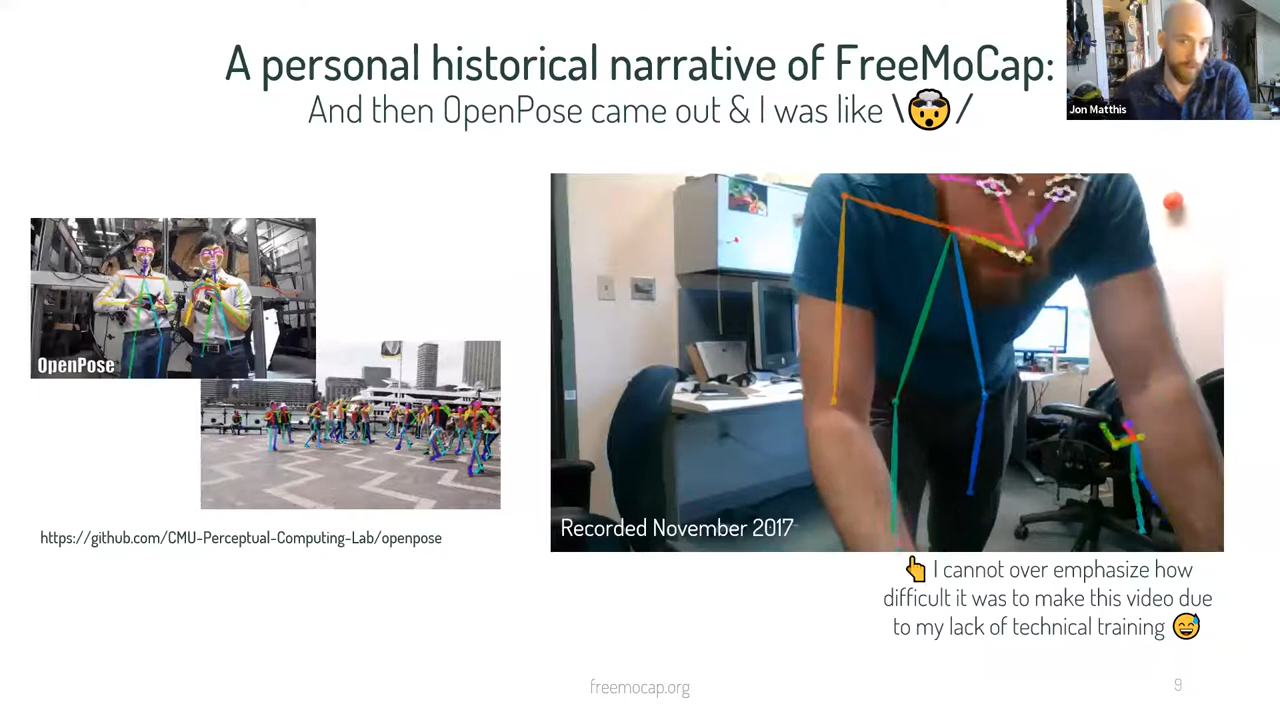 A personal historical narrative of FreeMoCap:
And then OpenPose came out & I was like \🤯/
Jon Matthis
OpenPose
https://github.com/CMU-Perceptual-Computing-Lab/openpose
Recorded November 2017
👆 I cannot over emphasize how
difficult it was to make this video due
to my lack of technical training 😅
freemocap.org
9